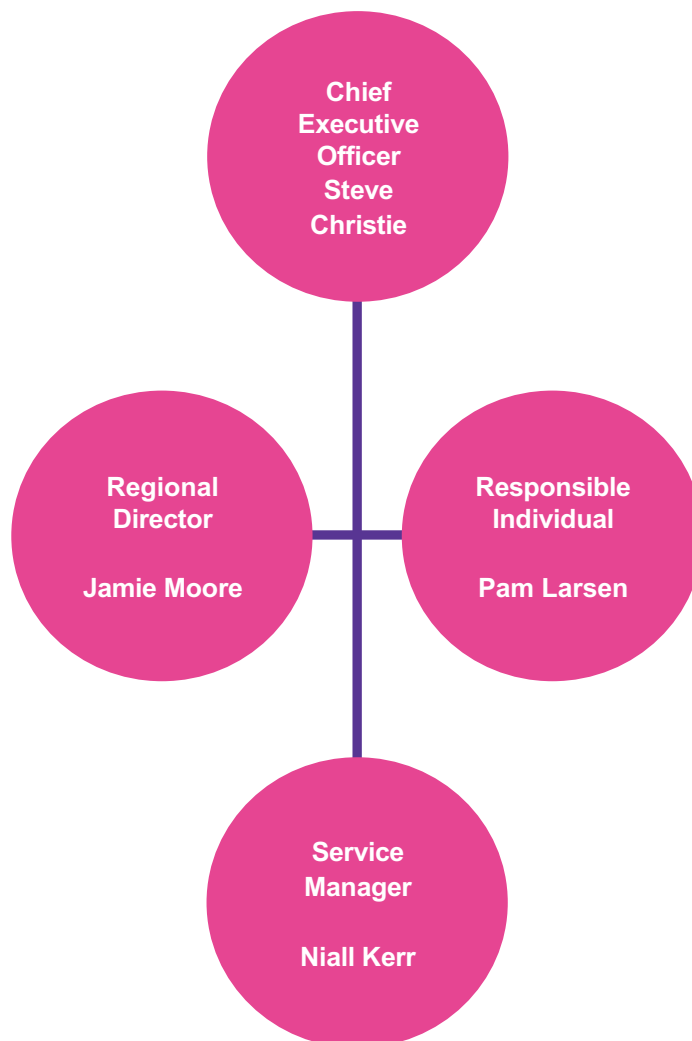 Chief
Executive
Officer
Steve
Christie
Regional
Director
Jamie Moore
Responsible
Individual
Pam Larsen
Service
Manager
Niall Kerr